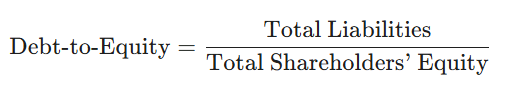 Debt-to-Equity = Total Liabilities / Total Shareholders’ Equity